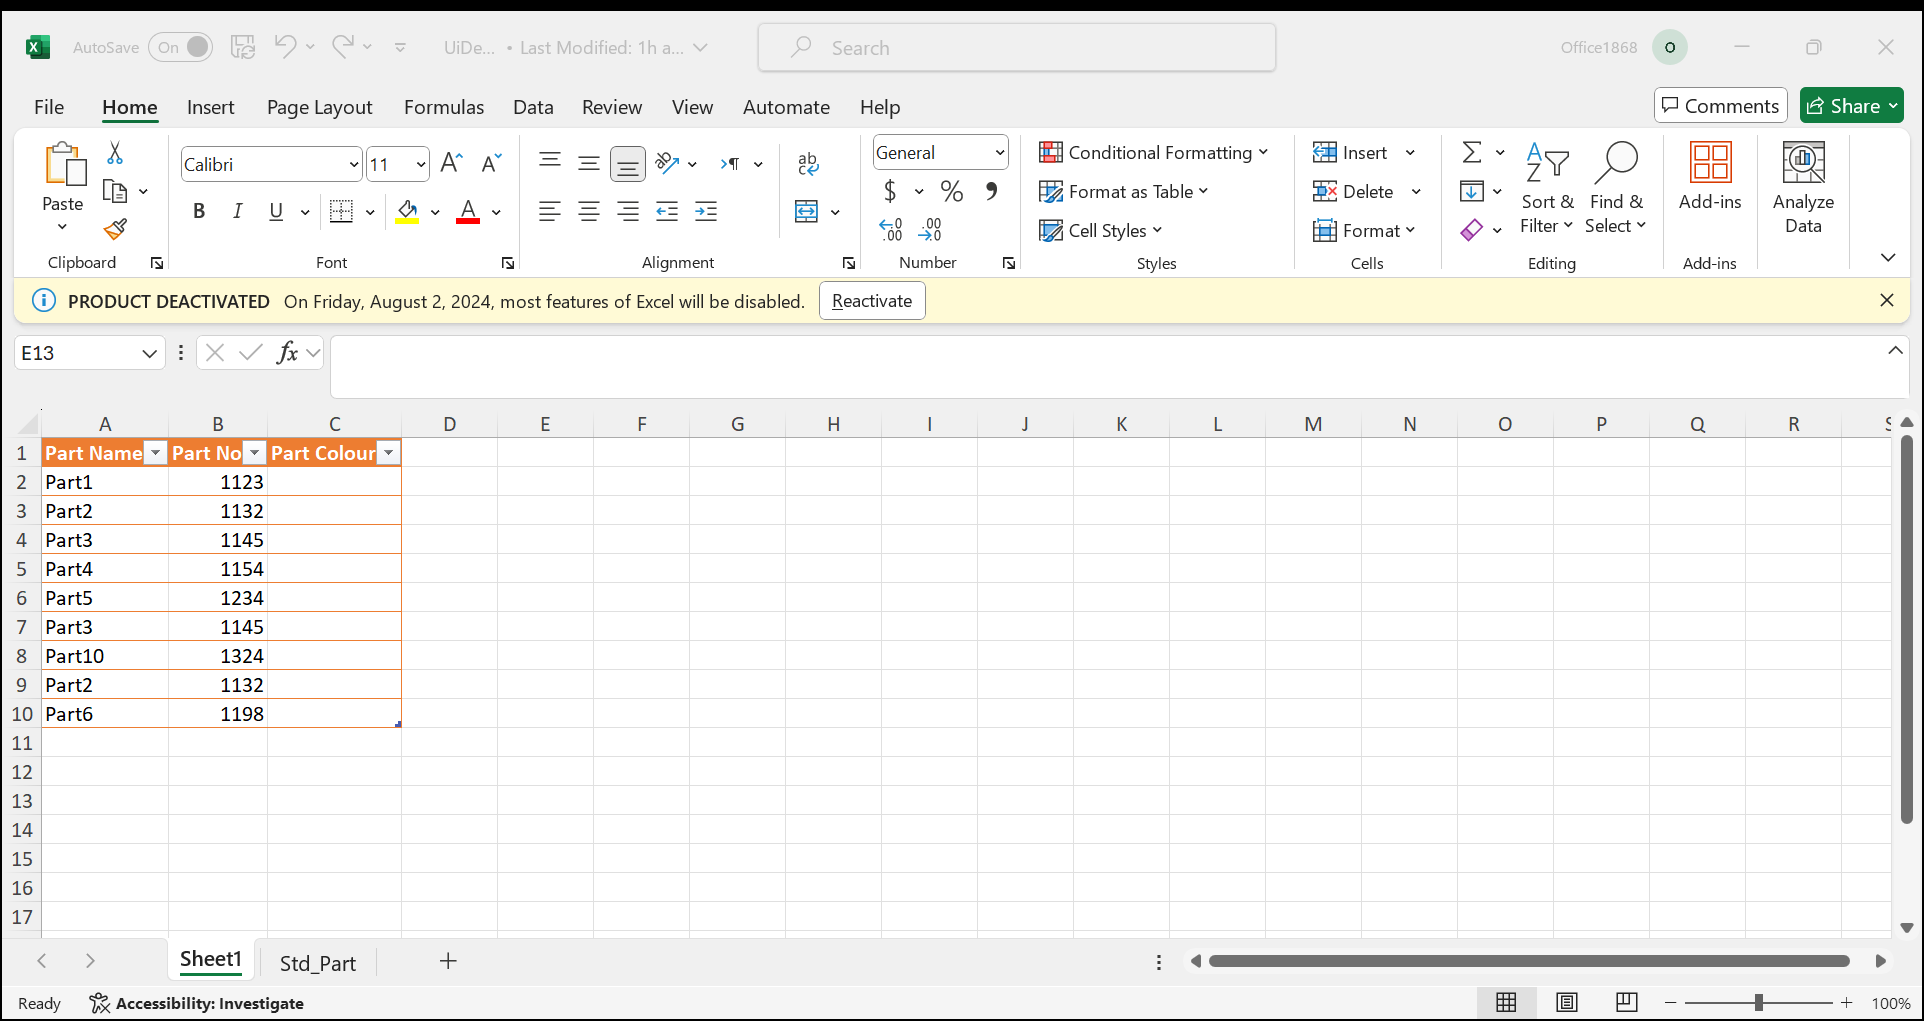 AutoSave On UiDe... • Last Modified: 1h a... Search Office1868 O
File Home Insert Page Layout Formulas Data Review View Automate Help Comments Share
Paste
Clipboard
Calibri 11
B I U A
Font
ab
Alignment
General
$ % 9
Number
Conditional Formatting
Format as Table
Cell Styles
Styles
Insert
Delete
Format
Cells
Sort & Filter
Find & Select
Editing
Add-ins
Add-ins
Analyze Data
PRODUCT DEACTIVATED On Friday, August 2, 2024, most features of Excel will be disabled. Reactivate
E13 fx
A B C D E F G H I J K L M N O P Q R S
1 Part Name Part No Part Colour
2 Part1 1123
3 Part2 1132
4 Part3 1145
5 Part4 1154
6 Part5 1234
7 Part3 1145
8 Part10 1324
9 Part2 1132
10 Part6 1198
11
12
13
14
15
16
17
Sheet1 Std_Part
Ready Accessibility: Investigate 100%